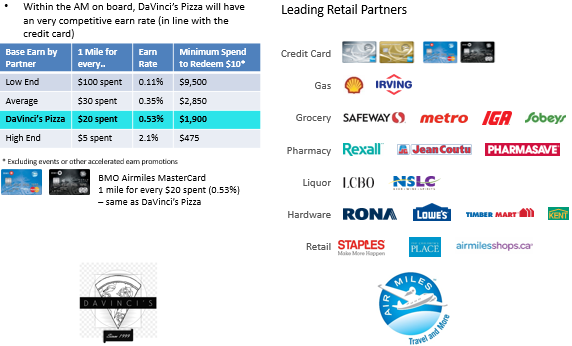 • Within the AM on board, DaVinci's Pizza will have
an very competitive earn rate (in line with the
credit card)
Base Earn by Partner | 1 Mile for every.. | Earn Rate | Minimum Spend to Redeem $10*
Low End | $100 spent | 0.11% | $9,500
Average | $30 spent | 0.35% | $2,850
DaVinci's Pizza | $20 spent | 0.53% | $1,900
High End | $5 spent | 2.1% | $475
* Excluding events or other accelerated earn promotions
BMO Airmiles MasterCard
1 mile for every $20 spent (0.53%)
– same as DaVinci's Pizza
DAVINCI'S
Since 1999
Leading Retail Partners
Credit Card
Gas IRVING
Grocery SAFEWAY metro IGA Sobeys
Pharmacy Rexall Jean Coutu PHARMASAVE
Liquor LCBO NSLC
Hardware RONA LOWE'S TIMBER MART KENT
Retail STAPLES PLACE airmilesshops.ca
Make More Happen
AIR MILES
Travel and More